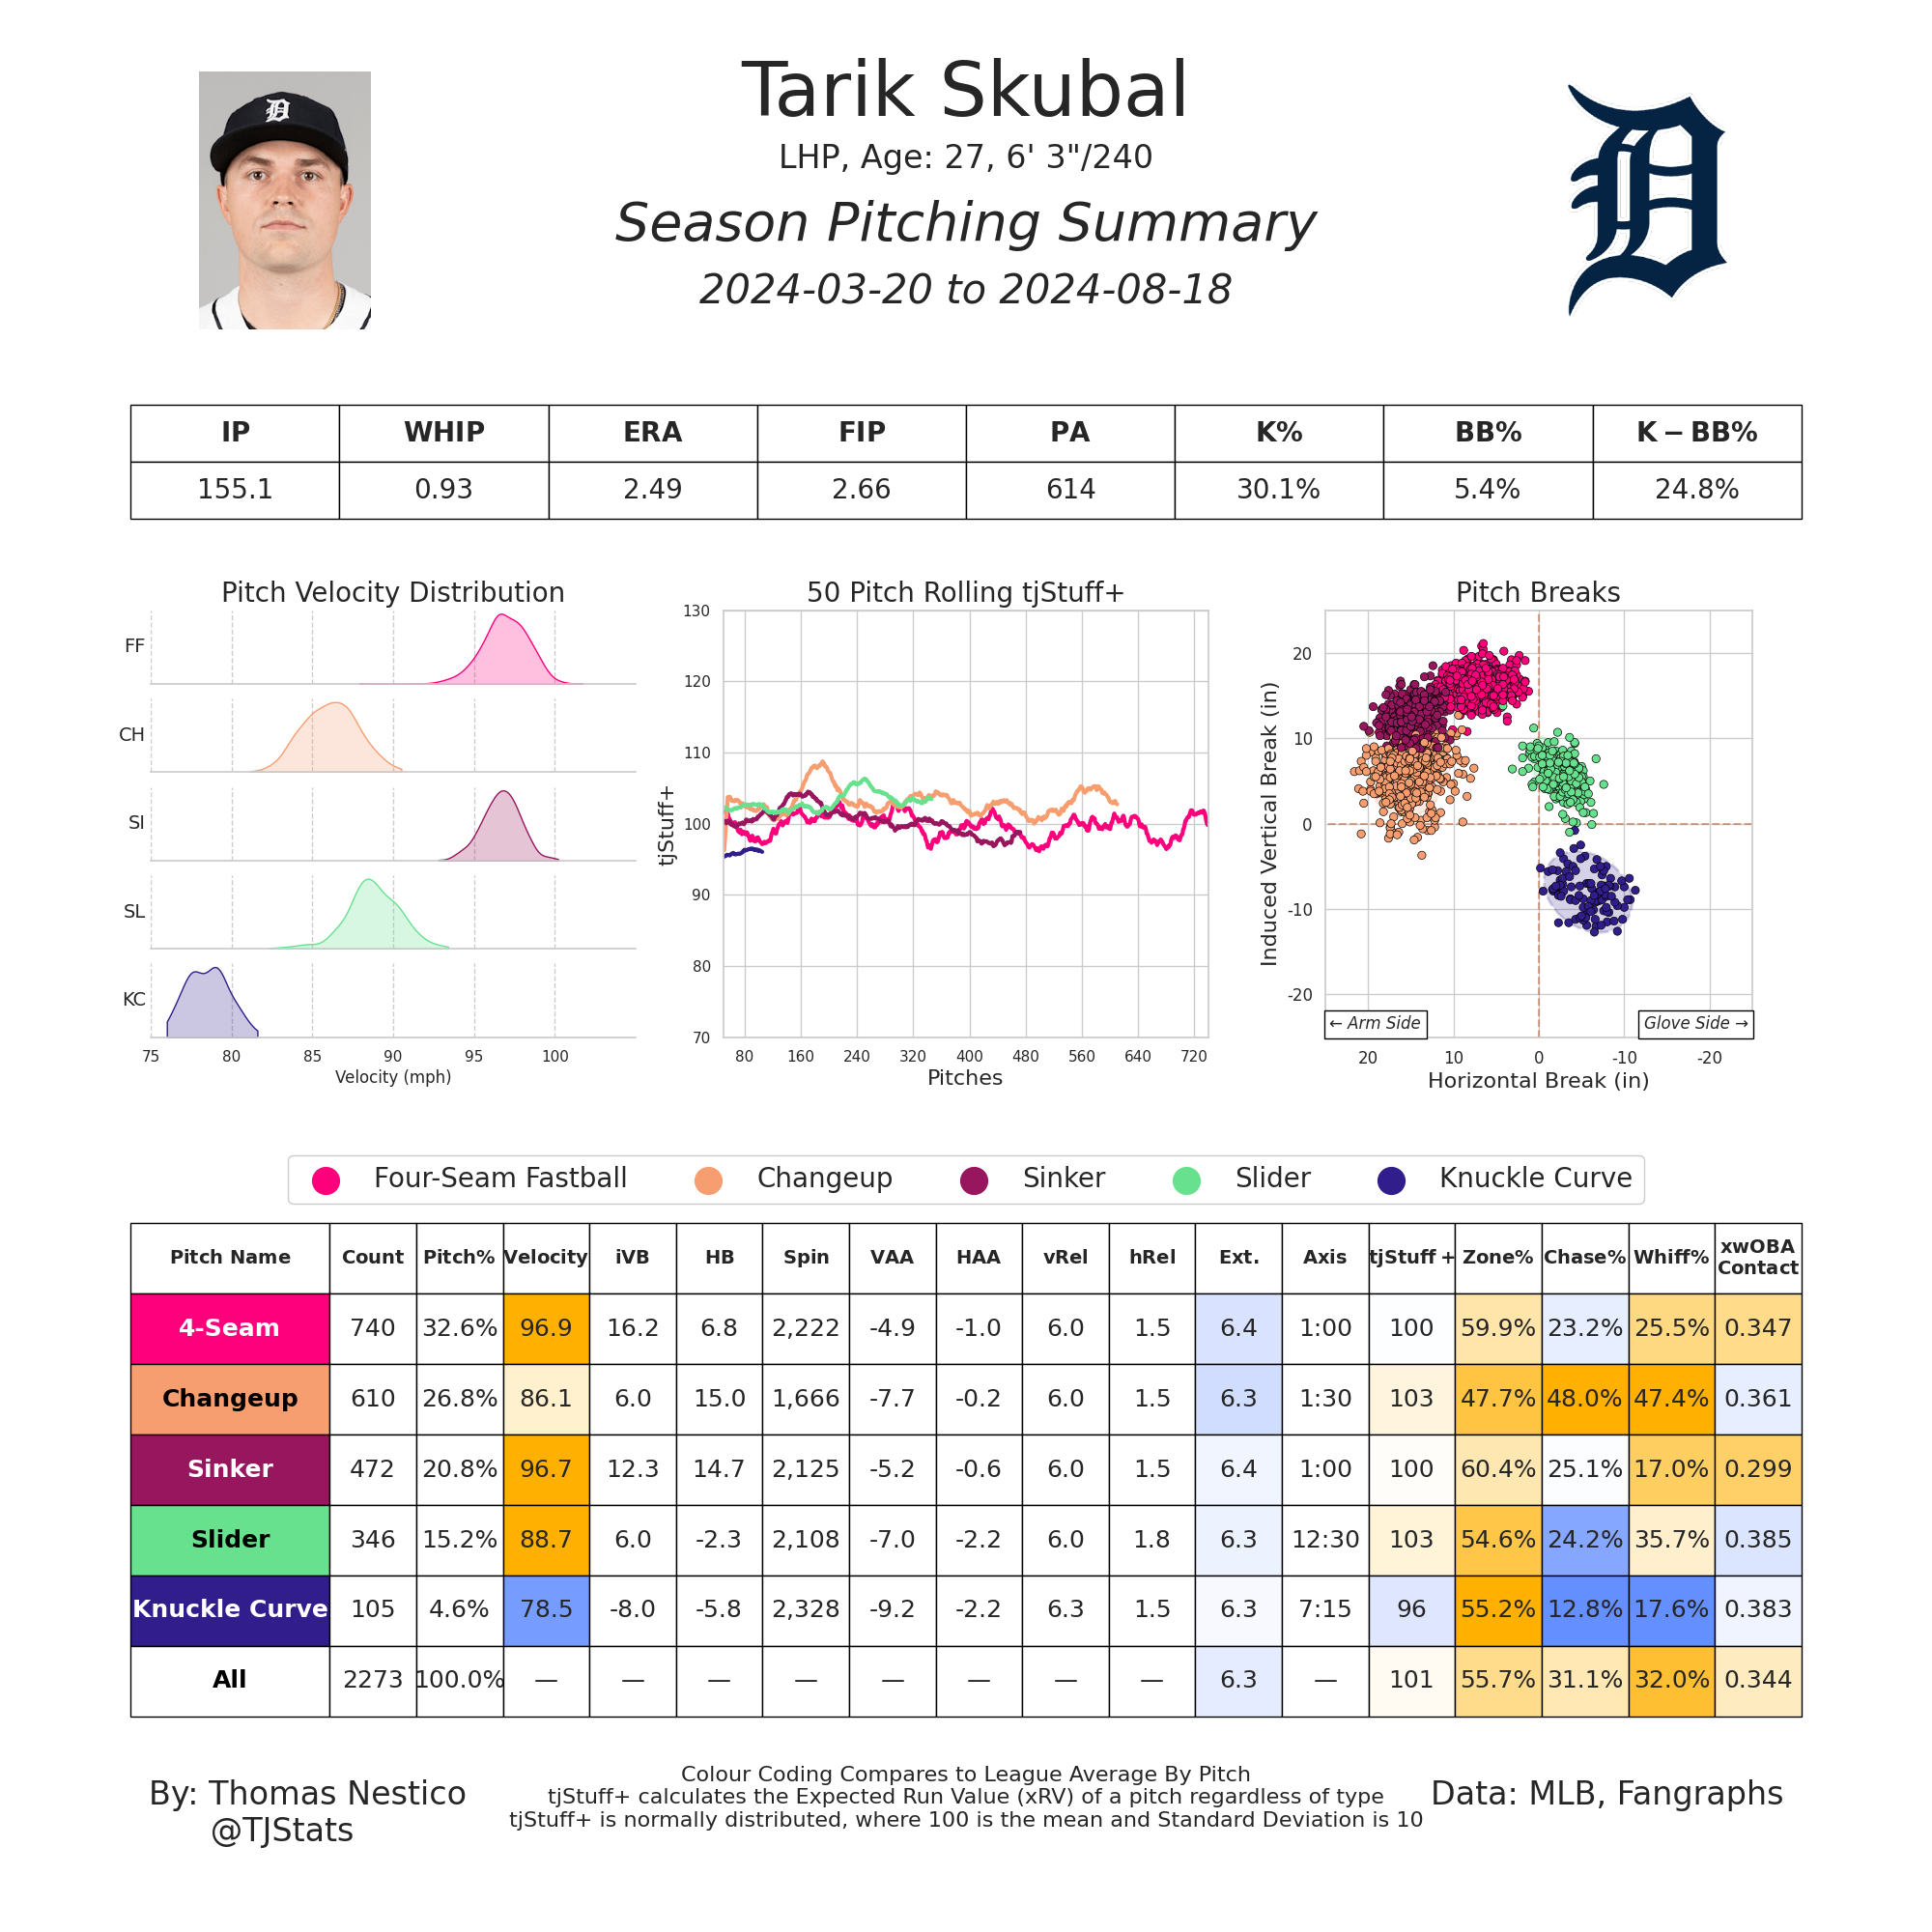 Tarik Skubal
LHP, Age: 27, 6' 3"/240
Season Pitching Summary
2024-03-20 to 2024-08-18
IP WHIP ERA FIP PA K% BB% K – BB%
155.1 0.93 2.49 2.66 614 30.1% 5.4% 24.8%
Pitch Velocity Distribution
FF
CH
SI
SL
KC
75 80 85 90 95 100
Velocity (mph)
50 Pitch Rolling tjStuff+
130
120
110
100
90
80
70
tjStuff+
80 160 240 320 400 480 560 640 720
Pitches
Pitch Breaks
20
10
0
-10
-20
Induced Vertical Break (in)
← Arm Side Glove Side →
20 10 0 -10 -20
Horizontal Break (in)
Four-Seam Fastball Changeup Sinker Slider Knuckle Curve
Pitch Name Count Pitch% Velocity iVB HB Spin VAA HAA vRel hRel Ext. Axis tjStuff + Zone% Chase% Whiff% xwOBA Contact
4-Seam 740 32.6% 96.9 16.2 6.8 2,222 -4.9 -1.0 6.0 1.5 6.4 1:00 100 59.9% 23.2% 25.5% 0.347
Changeup 610 26.8% 86.1 6.0 15.0 1,666 -7.7 -0.2 6.0 1.5 6.3 1:30 103 47.7% 48.0% 47.4% 0.361
Sinker 472 20.8% 96.7 12.3 14.7 2,125 -5.2 -0.6 6.0 1.5 6.4 1:00 100 60.4% 25.1% 17.0% 0.299
Slider 346 15.2% 88.7 6.0 -2.3 2,108 -7.0 -2.2 6.0 1.8 6.3 12:30 103 54.6% 24.2% 35.7% 0.385
Knuckle Curve 105 4.6% 78.5 -8.0 -5.8 2,328 -9.2 -2.2 6.3 1.5 6.3 7:15 96 55.2% 12.8% 17.6% 0.383
All 2273 100.0% — — — — — — — — 6.3 — 101 55.7% 31.1% 32.0% 0.344
By: Thomas Nestico
@TJStats
Colour Coding Compares to League Average By Pitch
tjStuff+ calculates the Expected Run Value (xRV) of a pitch regardless of type
tjStuff+ is normally distributed, where 100 is the mean and Standard Deviation is 10
Data: MLB, Fangraphs